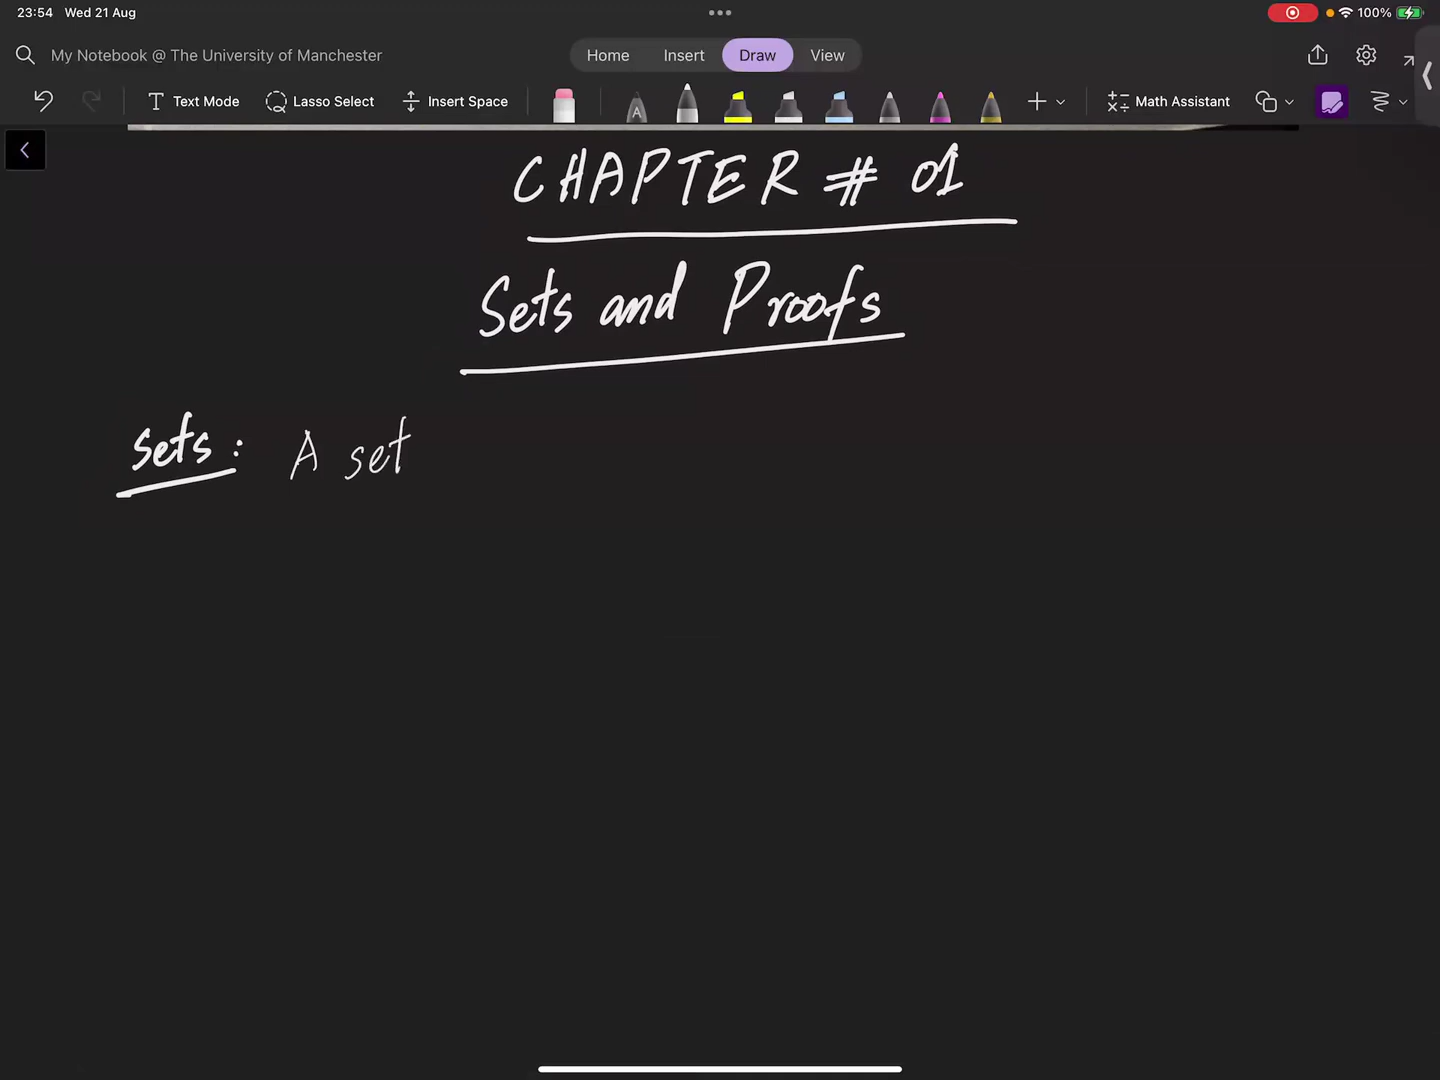 23:54 Wed 21 Aug 100%
My Notebook @ The University of Manchester Home Insert Draw View
Text Mode Lasso Select Insert Space A Math Assistant
CHAPTER # 01
Sets and Proofs
Sets: A set